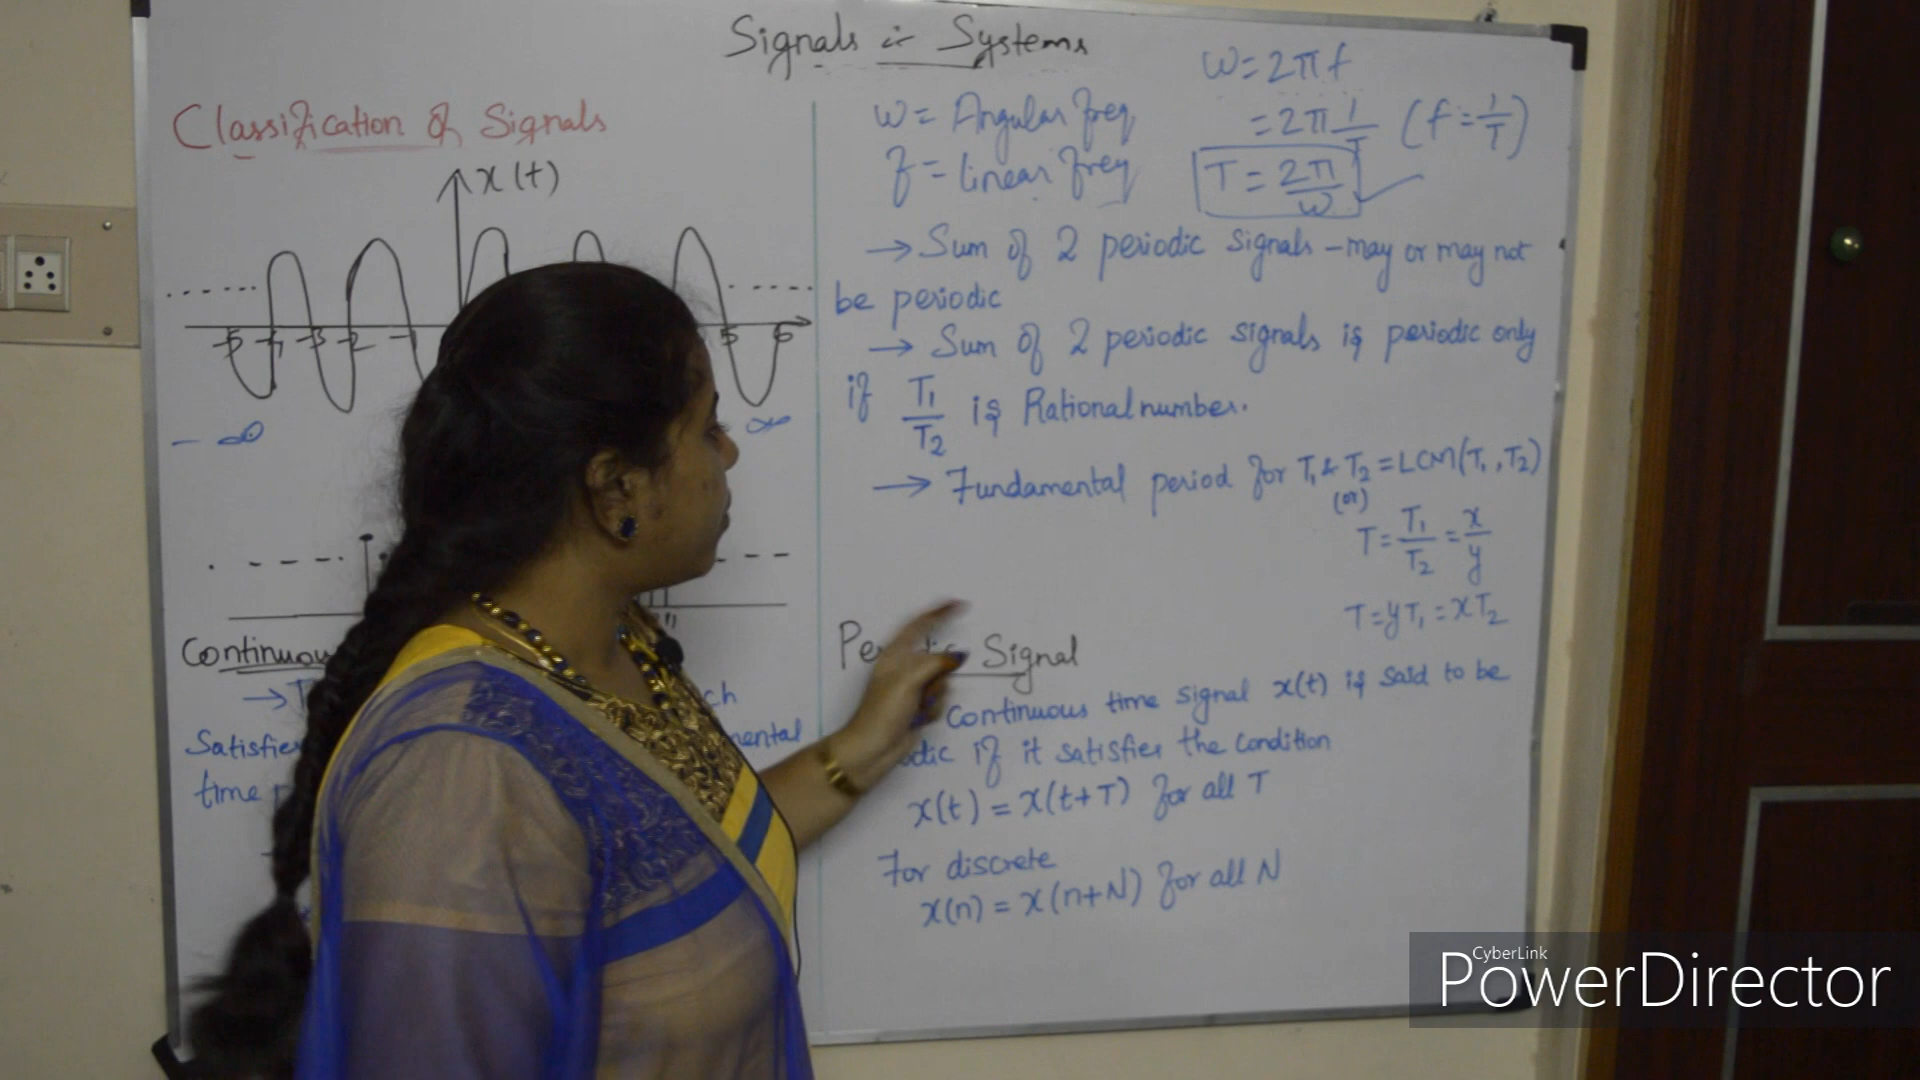 Signals & Systems
Classification of Signals
x(t)
-5 -4 -3 -2 -1 5 6
- ∞ ∞
Continuous
→
ch
Satisfies
mental
time
ω = Angular freq
f = linear freq
ω = 2πf
= 2π 1/T (f = 1/T)
T = 2π/ω
→ Sum of 2 periodic signals - may or may not
be periodic
→ Sum of 2 periodic signals is periodic only
if T₁/T₂ is Rational number.
→ Fundamental period for T₁ & T₂ = LCM(T₁, T₂)
(or)
T = T₁/T₂ = x/y
T = yT₁ = xT₂
Signal
Continuous time signal x(t) is said to be
odic if it satisfies the condition
x(t) = x(t+T) for all T
For discrete
x(n) = x(n+N) for all N
CyberLink
PowerDirector